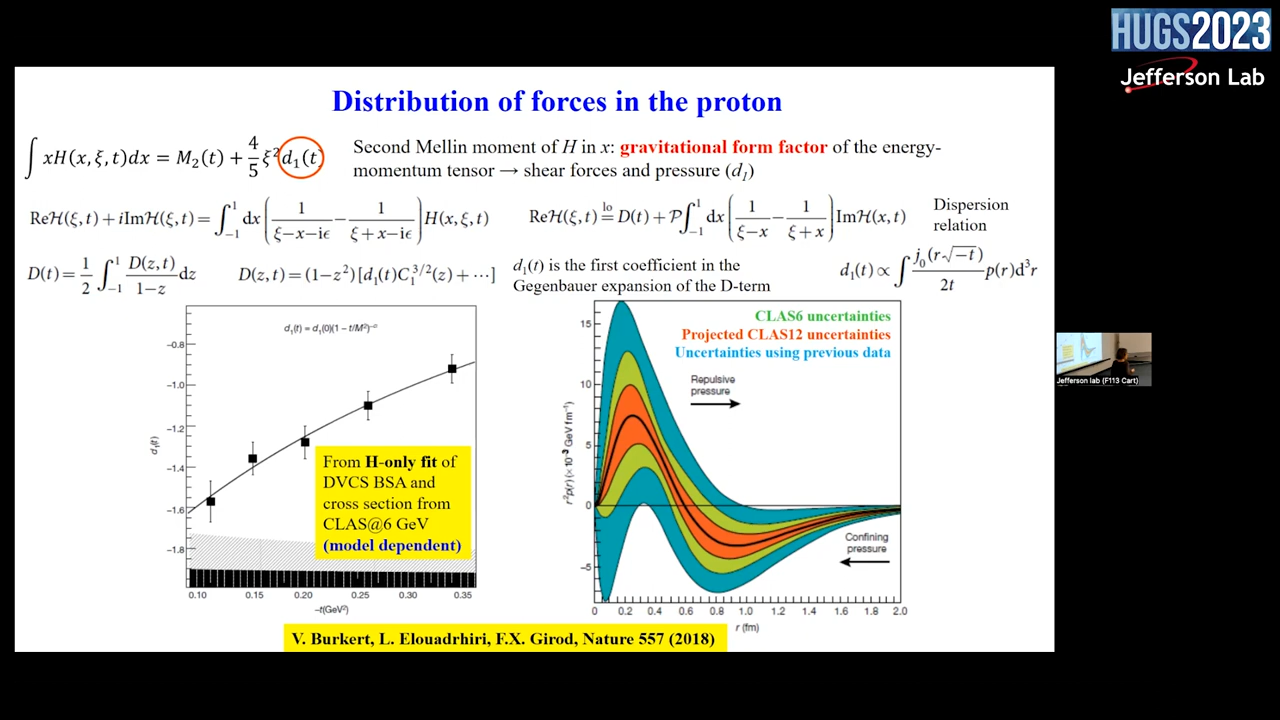 HUGS2023
Jefferson Lab
Distribution of forces in the proton
∫ xH(x, ξ, t)dx = M₂(t) + 4/5 ξ² d₁(t)
Second Mellin moment of H in x: gravitational form factor of the energy-
momentum tensor → shear forces and pressure (d₁)
Reℋ(ξ,t) + iImℋ(ξ,t) = ∫₋₁¹ dx (1/(ξ−x−iϵ) − 1/(ξ+x−iϵ)) H(x,ξ,t)
Reℋ(ξ,t) lo= D(t) + 𝒫∫₋₁¹ dx (1/(ξ−x) − 1/(ξ+x)) Imℋ(x,t)
Dispersion
relation
D(t) = 1/2 ∫₋₁¹ D(z,t)/(1−z) dz
D(z,t) = (1−z²)[d₁(t)C₁^3/2(z) + ⋯]
d₁(t) is the first coefficient in the
Gegenbauer expansion of the D-term
d₁(t) ∝ ∫ j₀(r√−t)/2t p(r)d³r
d₁(t) = d₁(0)(1 − t/M²)^−α
−0.8
−1.0
−1.2
−1.4
−1.6
−1.8
d₁(t)
0.10 0.15 0.20 0.25 0.30 0.35
−t(GeV²)
From H-only fit of
DVCS BSA and
cross section from
CLAS@6 GeV
(model dependent)
CLAS6 uncertainties
Projected CLAS12 uncertainties
Uncertainties using previous data
Repulsive
pressure
Confining
pressure
15
10
5
0
−5
r²p(r) (×10⁻³ GeV fm⁻¹)
0 0.2 0.4 0.6 0.8 1.0 1.2 1.4 1.6 1.8 2.0
r (fm)
V. Burkert, L. Elouadrhiri, F.X. Girod, Nature 557 (2018)
Jefferson lab (F113 Cart)